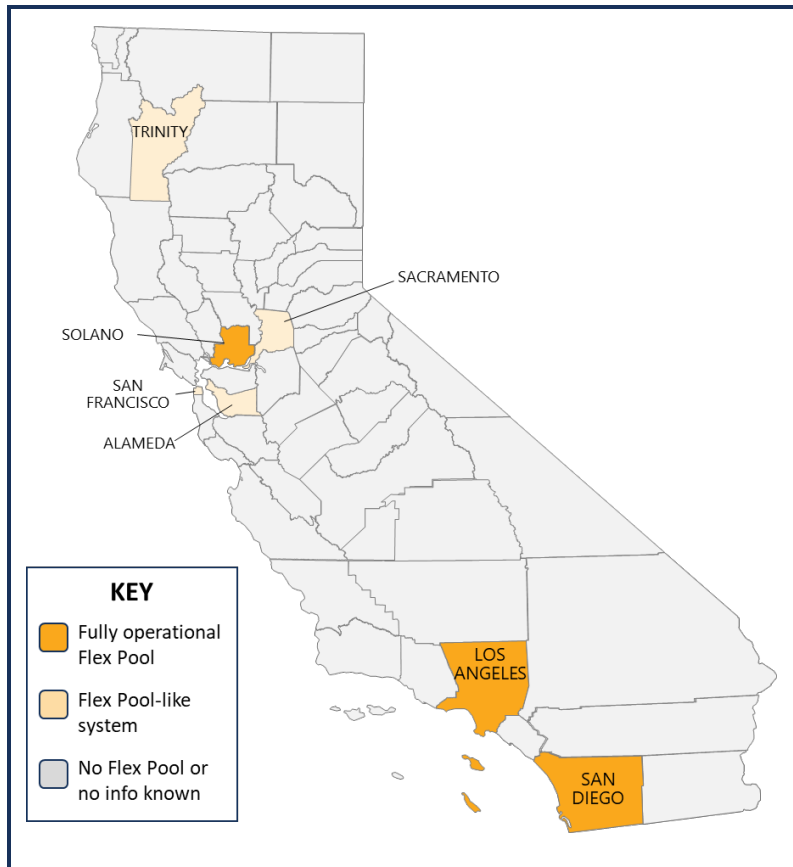 TRINITY
SACRAMENTO
SOLANO
SAN
FRANCISCO
ALAMEDA
KEY
Fully operational
Flex Pool
Flex Pool-like
system
No Flex Pool or
no info known
LOS
ANGELES
SAN
DIEGO